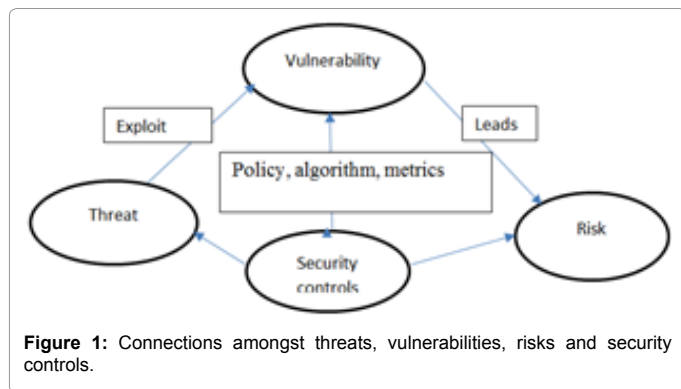 Vulnerability
Exploit
Leads
Policy, algorithm, metrics
Threat
Risk
Security
controls
Figure 1: Connections amongst threats, vulnerabilities, risks and security
controls.